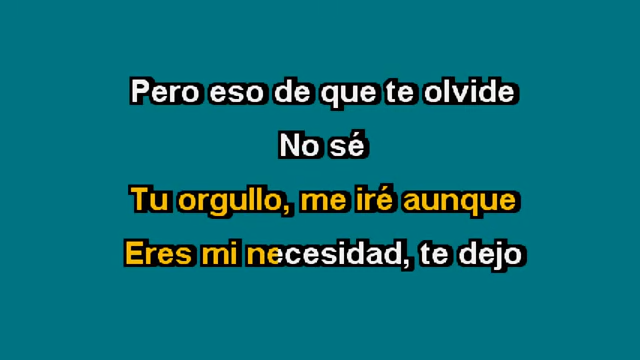 Pero eso de que te olvide
No sé
Tu orgullo, me iré aunque
Eres mi necesidad, te dejo